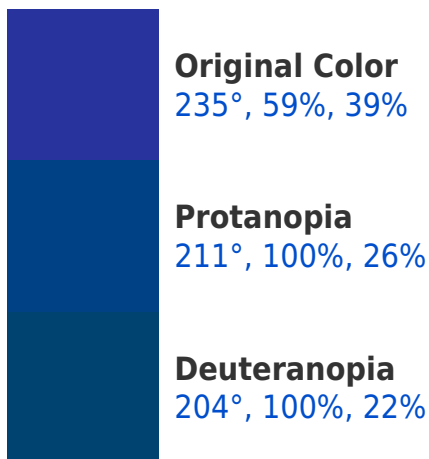 Original Color
235°, 59%, 39%
Protanopia
211°, 100%, 26%
Deuteranopia
204°, 100%, 22%